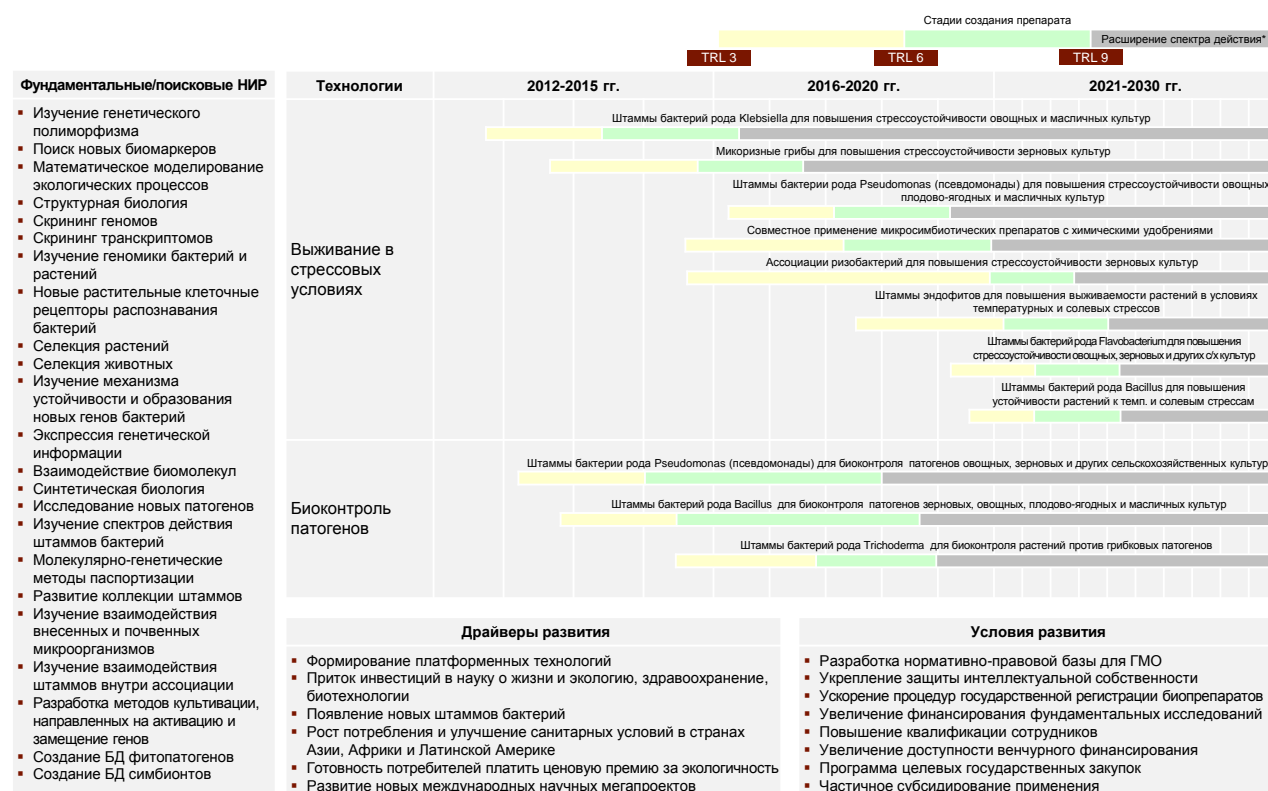 Стадии создания препарата
Расширение спектра действия*
TRL 3
TRL 6
TRL 9
Фундаментальные/поисковые НИР
▪ Изучение генетического
полиморфизма
▪ Поиск новых биомаркеров
▪ Математическое моделирование
экологических процессов
▪ Структурная биология
▪ Скрининг геномов
▪ Скрининг транскриптомов
▪ Изучение геномики бактерий и
растений
▪ Новые растительные клеточные
рецепторы распознавания
бактерий
▪ Селекция растений
▪ Селекция животных
▪ Изучение механизма
устойчивости и образования
новых генов бактерий
▪ Экспрессия генетической
информации
▪ Взаимодействие биомолекул
▪ Синтетическая биология
▪ Исследование новых патогенов
▪ Изучение спектров действия
штаммов бактерий
▪ Молекулярно-генетические
методы паспортизации
▪ Развитие коллекции штаммов
▪ Изучение взаимодействия
внесенных и почвенных
микроорганизмов
▪ Изучение взаимодействия
штаммов внутри ассоциации
▪ Разработка методов культивации,
направленных на активацию и
замещение генов
▪ Создание БД фитопатогенов
▪ Создание БД симбионтов
Технологии
2012-2015 гг.
2016-2020 гг.
2021-2030 гг.
Выживание в
стрессовых
условиях
Штаммы бактерий рода Klebsiella для повышения стрессоустойчивости овощных и масличных культур
Микоризные грибы для повышения стрессоустойчивости зерновых культур
Штаммы бактерии рода Pseudomonas (псевдомонады) для повышения стрессоустойчивости овощных
плодово-ягодных и масличных культур
Совместное применение микросимбиотических препаратов с химическими удобрениями
Ассоциации ризобактерий для повышения стрессоустойчивости зерновых культур
Штаммы эндофитов для повышения выживаемости растений в условиях
температурных и солевых стрессов
Штаммы бактерий рода Flavobacterium для повышения
стрессоустойчивости овощных, зерновых и других с/х культур
Штаммы бактерий рода Bacillus для повышения
устойчивости растений к темп. и солевым стрессам
Биоконтроль
патогенов
Штаммы бактерии рода Pseudomonas (псевдомонады) для биоконтроля патогенов овощных, зерновых и других сельскохозяйственных культур
Штаммы бактерий рода Bacillus для биоконтроля патогенов зерновых, овощных, плодово-ягодных и масличных культур
Штаммы бактерий рода Trichoderma для биоконтроля растений против грибковых патогенов
Драйверы развития
▪ Формирование платформенных технологий
▪ Приток инвестиций в науку о жизни и экологию, здравоохранение,
биотехнологии
▪ Появление новых штаммов бактерий
▪ Рост потребления и улучшение санитарных условий в странах
Азии, Африки и Латинской Америке
▪ Готовность потребителей платить ценовую премию за экологичность
▪ Развитие новых международных научных мегапроектов
Условия развития
▪ Разработка нормативно-правовой базы для ГМО
▪ Укрепление защиты интеллектуальной собственности
▪ Ускорение процедур государственной регистрации биопрепаратов
▪ Увеличение финансирования фундаментальных исследований
▪ Повышение квалификации сотрудников
▪ Увеличение доступности венчурного финансирования
▪ Программа целевых государственных закупок
▪ Частичное субсидирование применения